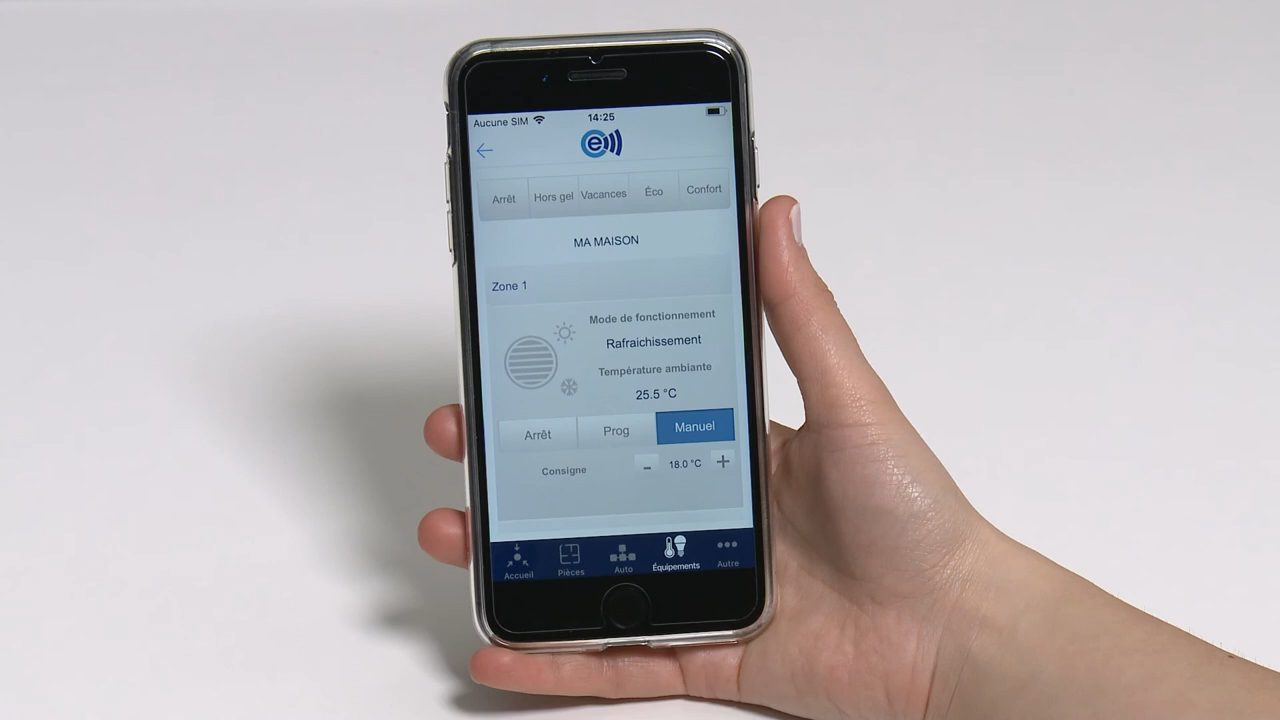 Aucune SIM 14:25
e
Arrêt Hors gel Vacances Éco Confort
MA MAISON
Zone 1
Mode de fonctionnement
Rafraichissement
Température ambiante
25.5 °C
Arrêt Prog Manuel
Consigne - 18.0 °C +
Accueil Pièces Auto Équipements Autre